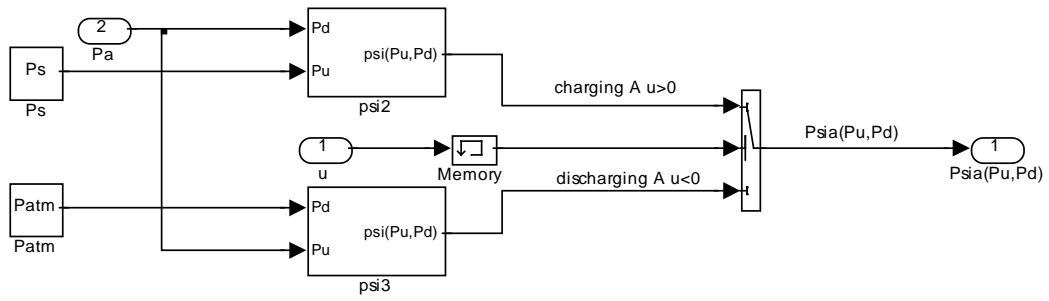 2
Pa
Ps
Ps
Pd
Pu
psi(Pu,Pd)
psi2
charging A u>0
1
u
Memory
Psia(Pu,Pd)
1
Psia(Pu,Pd)
discharging A u<0
Patm
Patm
Pd
Pu
psi(Pu,Pd)
psi3